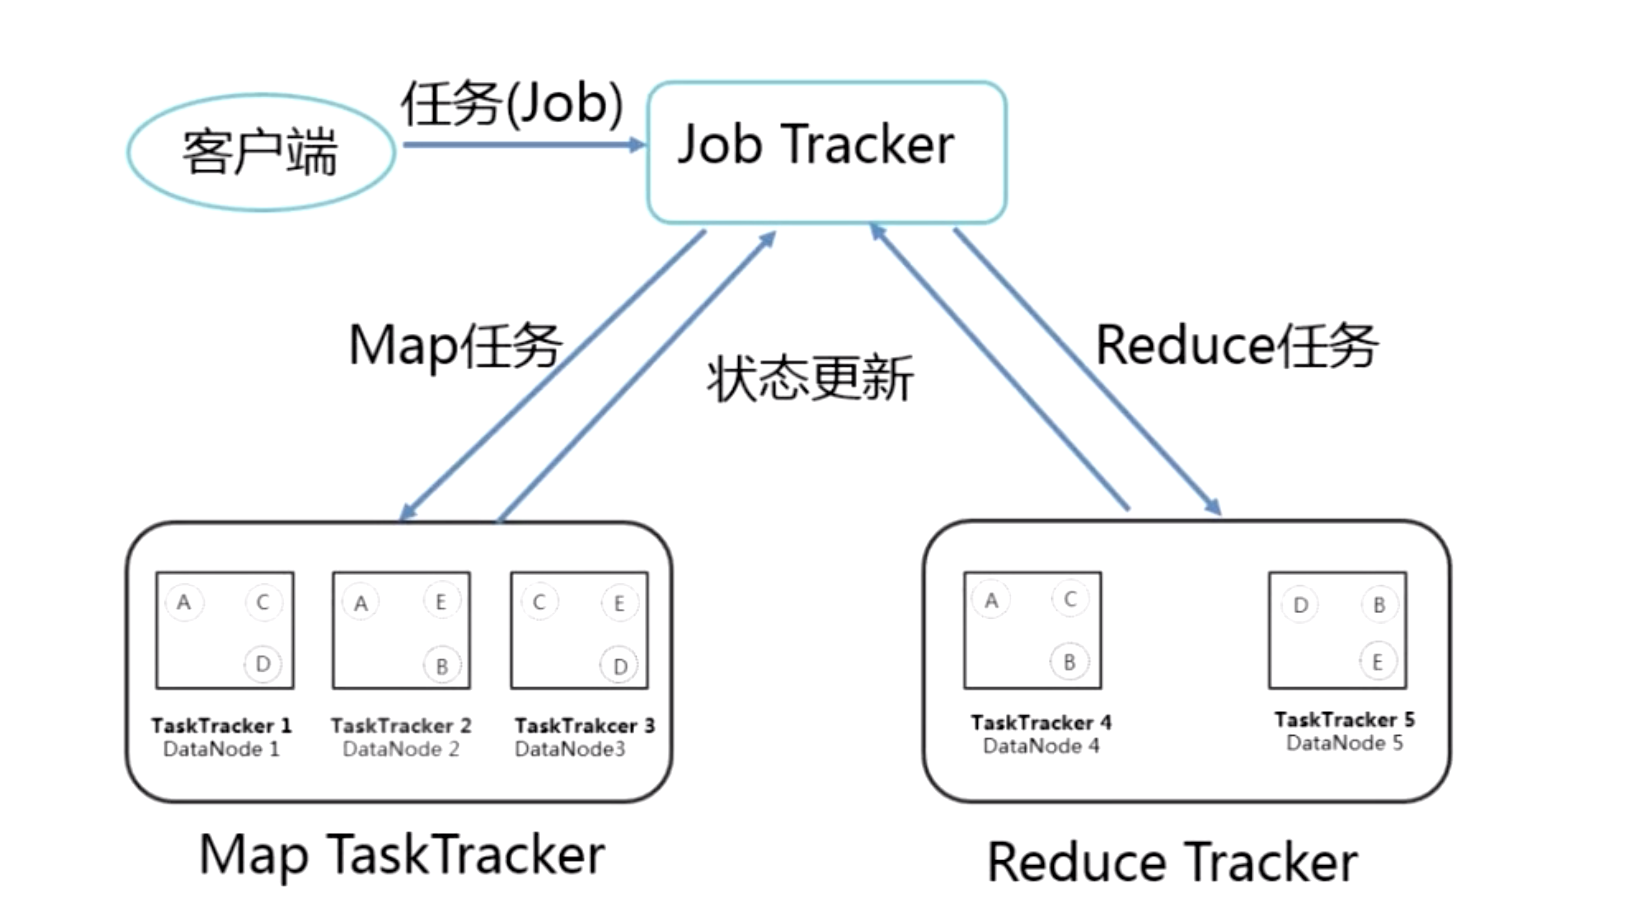 客户端
任务(Job)
Job Tracker
Map任务
状态更新
Reduce任务
A C
D
A E
B
C E
D
A C
B
D B
E
TaskTracker 1
DataNode 1
TaskTracker 2
DataNode 2
TaskTrakcer 3
DataNode3
TaskTracker 4
DataNode 4
TaskTracker 5
DataNode 5
Map TaskTracker
Reduce Tracker